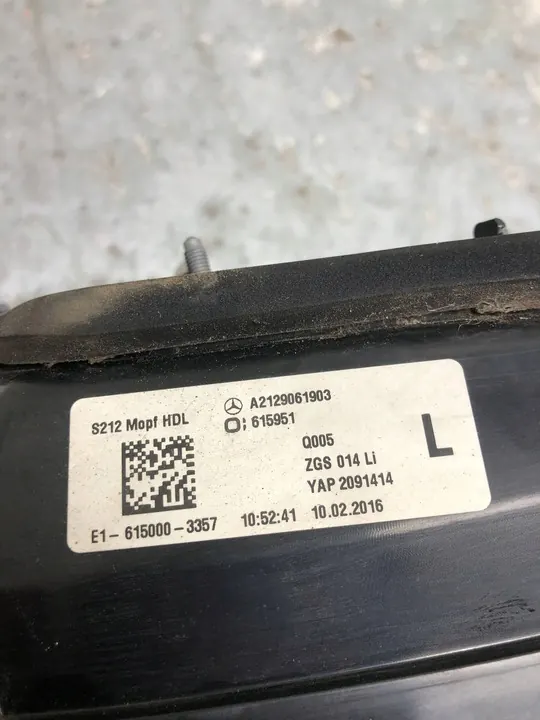 S212 Mopf HDL
A2129061903
: 615951
Q005
ZGS 014 Li
YAP 2091414
L
E1- 615000-3357 10:52:41 10.02.2016